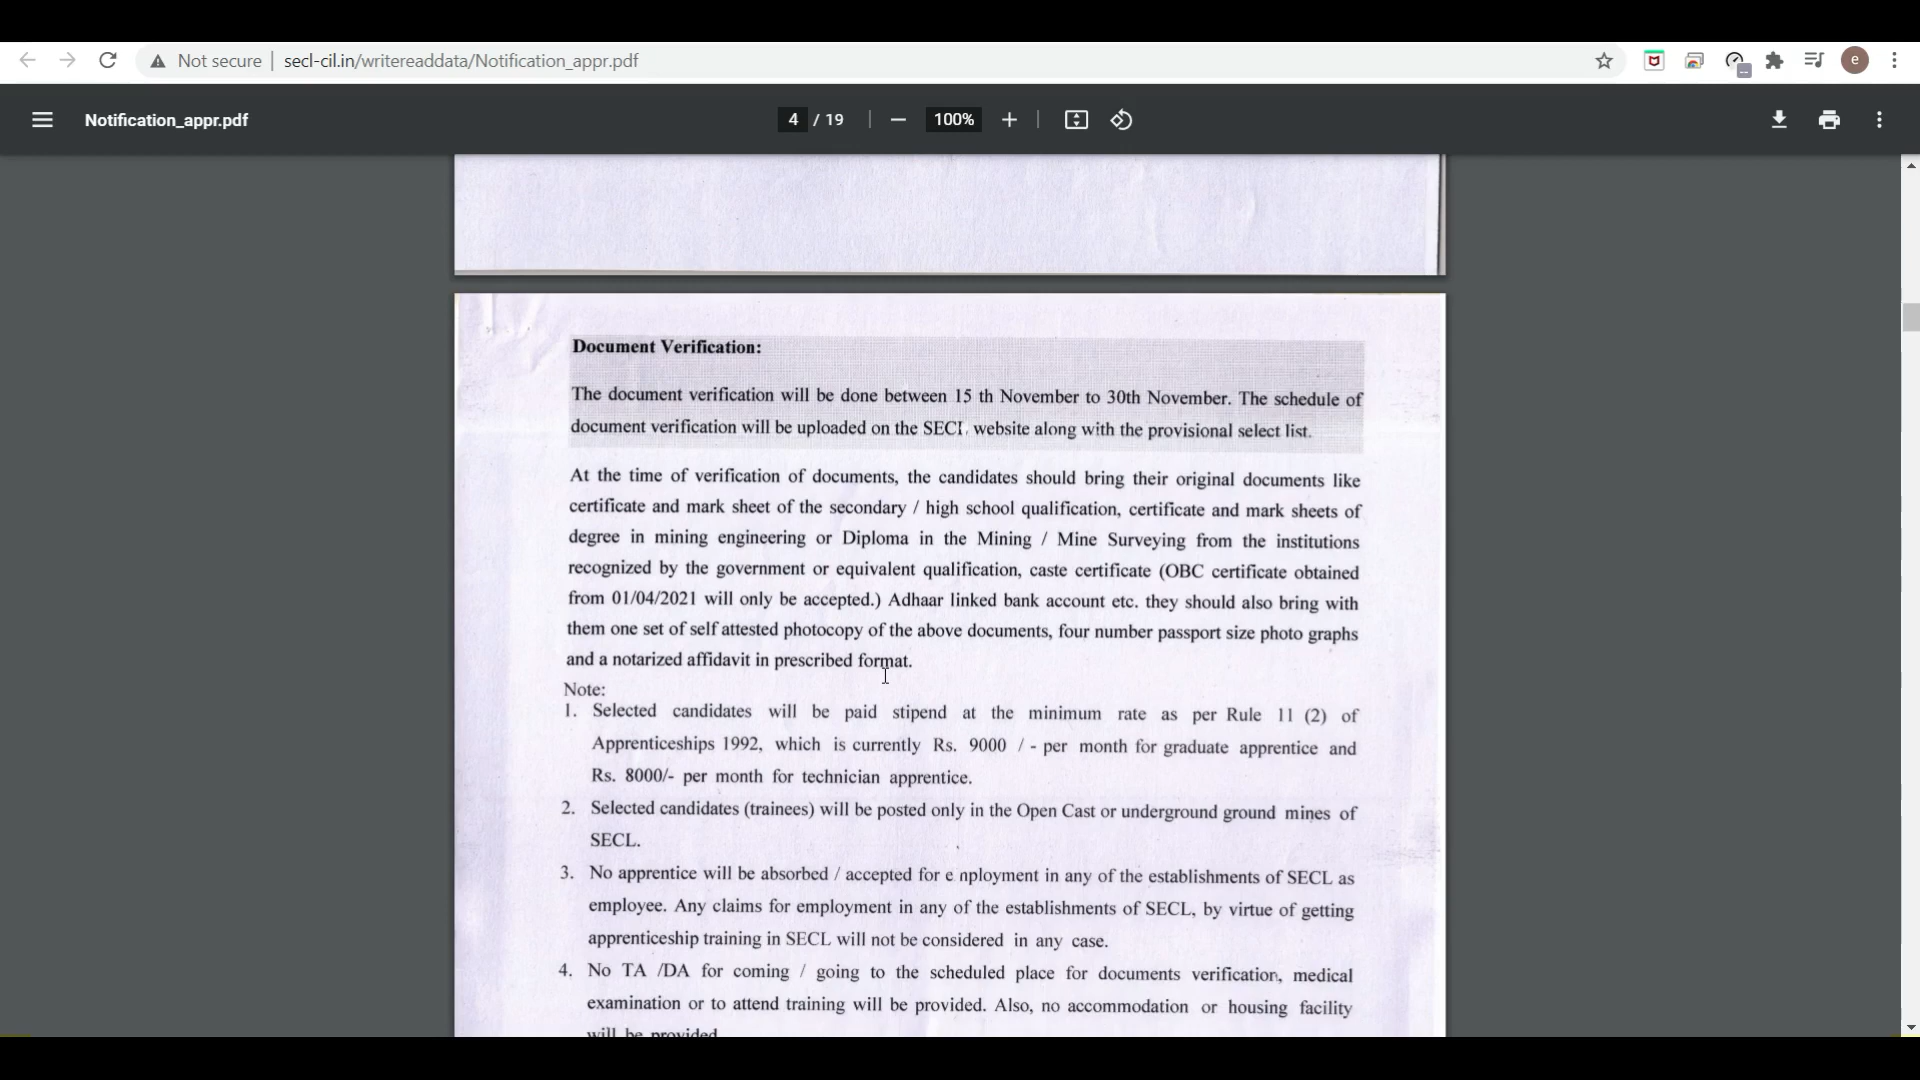 Not secure | secl-cil.in/writereaddata/Notification_appr.pdf
e
Notification_appr.pdf
4 / 19
100%
Document Verification:
The document verification will be done between 15 th November to 30th November. The schedule of
document verification will be uploaded on the SECL website along with the provisional select list.
At the time of verification of documents, the candidates should bring their original documents like
certificate and mark sheet of the secondary / high school qualification, certificate and mark sheets of
degree in mining engineering or Diploma in the Mining / Mine Surveying from the institutions
recognized by the government or equivalent qualification, caste certificate (OBC certificate obtained
from 01/04/2021 will only be accepted.) Adhaar linked bank account etc. they should also bring with
them one set of self attested photocopy of the above documents, four number passport size photo graphs
and a notarized affidavit in prescribed format.
Note:
1. Selected candidates will be paid stipend at the minimum rate as per Rule 11 (2) of
Apprenticeships 1992, which is currently Rs. 9000 / - per month for graduate apprentice and
Rs. 8000/- per month for technician apprentice.
2. Selected candidates (trainees) will be posted only in the Open Cast or underground ground mines of
SECL.
3. No apprentice will be absorbed / accepted for employment in any of the establishments of SECL as
employee. Any claims for employment in any of the establishments of SECL, by virtue of getting
apprenticeship training in SECL will not be considered in any case.
4. No TA /DA for coming / going to the scheduled place for documents verification, medical
examination or to attend training will be provided. Also, no accommodation or housing facility
will be provided